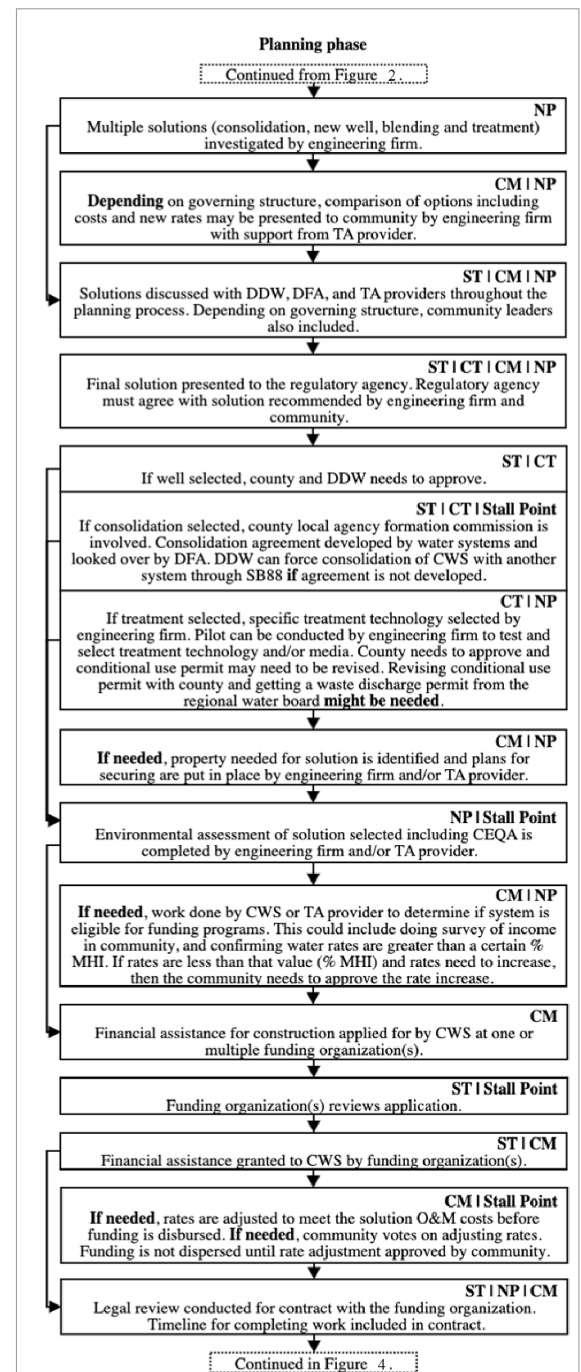 Planning phase
Continued from Figure 2.
NP
Multiple solutions (consolidation, new well, blending and treatment)
investigated by engineering firm.
CM | NP
Depending on governing structure, comparison of options including
costs and new rates may be presented to community by engineering firm
with support from TA provider.
ST | CM | NP
Solutions discussed with DDW, DFA, and TA providers throughout the
planning process. Depending on governing structure, community leaders
also included.
ST | CT | CM | NP
Final solution presented to the regulatory agency. Regulatory agency
must agree with solution recommended by engineering firm and
community.
ST | CT
If well selected, county and DDW needs to approve.
ST | CT | Stall Point
If consolidation selected, county local agency formation commission is
involved. Consolidation agreement developed by water systems and
looked over by DFA. DDW can force consolidation of CWS with another
system through SB88 if agreement is not developed.
CT | NP
If treatment selected, specific treatment technology selected by
engineering firm. Pilot can be conducted by engineering firm to test and
select treatment technology and/or media. County needs to approve and
conditional use permit may need to be revised. Revising conditional use
permit with county and getting a waste discharge permit from the
regional water board might be needed.
CM | NP
If needed, property needed for solution is identified and plans for
securing are put in place by engineering firm and/or TA provider.
NP | Stall Point
Environmental assessment of solution selected including CEQA is
completed by engineering firm and/or TA provider.
CM | NP
If needed, work done by CWS or TA provider to determine if system is
eligible for funding programs. This could include doing survey of income
in community, and confirming water rates are greater than a certain %
MHI. If rates are less than that value (% MHI) and rates need to increase,
then the community needs to approve the rate increase.
CM
Financial assistance for construction applied for by CWS at one or
multiple funding organization(s).
ST | Stall Point
Funding organization(s) reviews application.
ST | CM
Financial assistance granted to CWS by funding organization(s).
CM | Stall Point
If needed, rates are adjusted to meet the solution O&M costs before
funding is disbursed. If needed, community votes on adjusting rates.
Funding is not dispersed until rate adjustment approved by community.
ST | NP | CM
Legal review conducted for contract with the funding organization.
Timeline for completing work included in contract.
Continued in Figure 4.